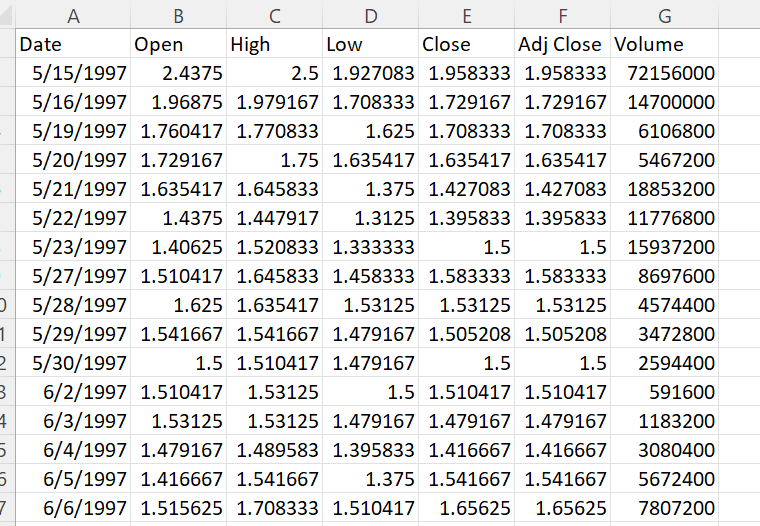 A B C D E F G
Date Open High Low Close Adj Close Volume
5/15/1997 2.4375 2.5 1.927083 1.958333 1.958333 72156000
5/16/1997 1.96875 1.979167 1.708333 1.729167 1.729167 14700000
5/19/1997 1.760417 1.770833 1.625 1.708333 1.708333 6106800
5/20/1997 1.729167 1.75 1.635417 1.635417 1.635417 5467200
5/21/1997 1.635417 1.645833 1.375 1.427083 1.427083 18853200
5/22/1997 1.4375 1.447917 1.3125 1.395833 1.395833 11776800
5/23/1997 1.40625 1.520833 1.333333 1.5 1.5 15937200
5/27/1997 1.510417 1.645833 1.458333 1.583333 1.583333 8697600
0 5/28/1997 1.625 1.635417 1.53125 1.53125 1.53125 4574400
1 5/29/1997 1.541667 1.541667 1.479167 1.505208 1.505208 3472800
2 5/30/1997 1.5 1.510417 1.479167 1.5 1.5 2594400
3 6/2/1997 1.510417 1.53125 1.5 1.510417 1.510417 591600
4 6/3/1997 1.53125 1.53125 1.479167 1.479167 1.479167 1183200
5 6/4/1997 1.479167 1.489583 1.395833 1.416667 1.416667 3080400
6 6/5/1997 1.416667 1.541667 1.375 1.541667 1.541667 5672400
7 6/6/1997 1.515625 1.708333 1.510417 1.65625 1.65625 7807200